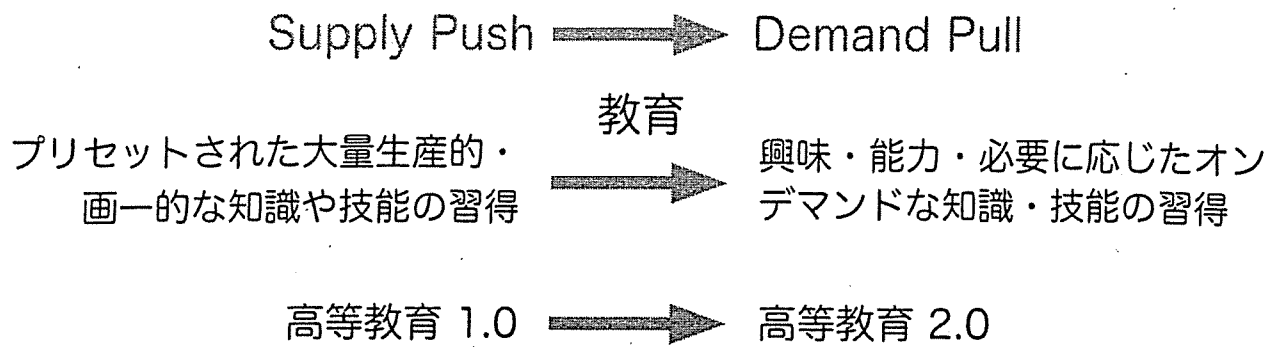 Supply Push Demand Pull
教育
プリセットされた大量生産的・
画一的な知識や技能の習得
興味・能力・必要に応じたオン
デマンドな知識・技能の習得
高等教育 1.0 高等教育 2.0